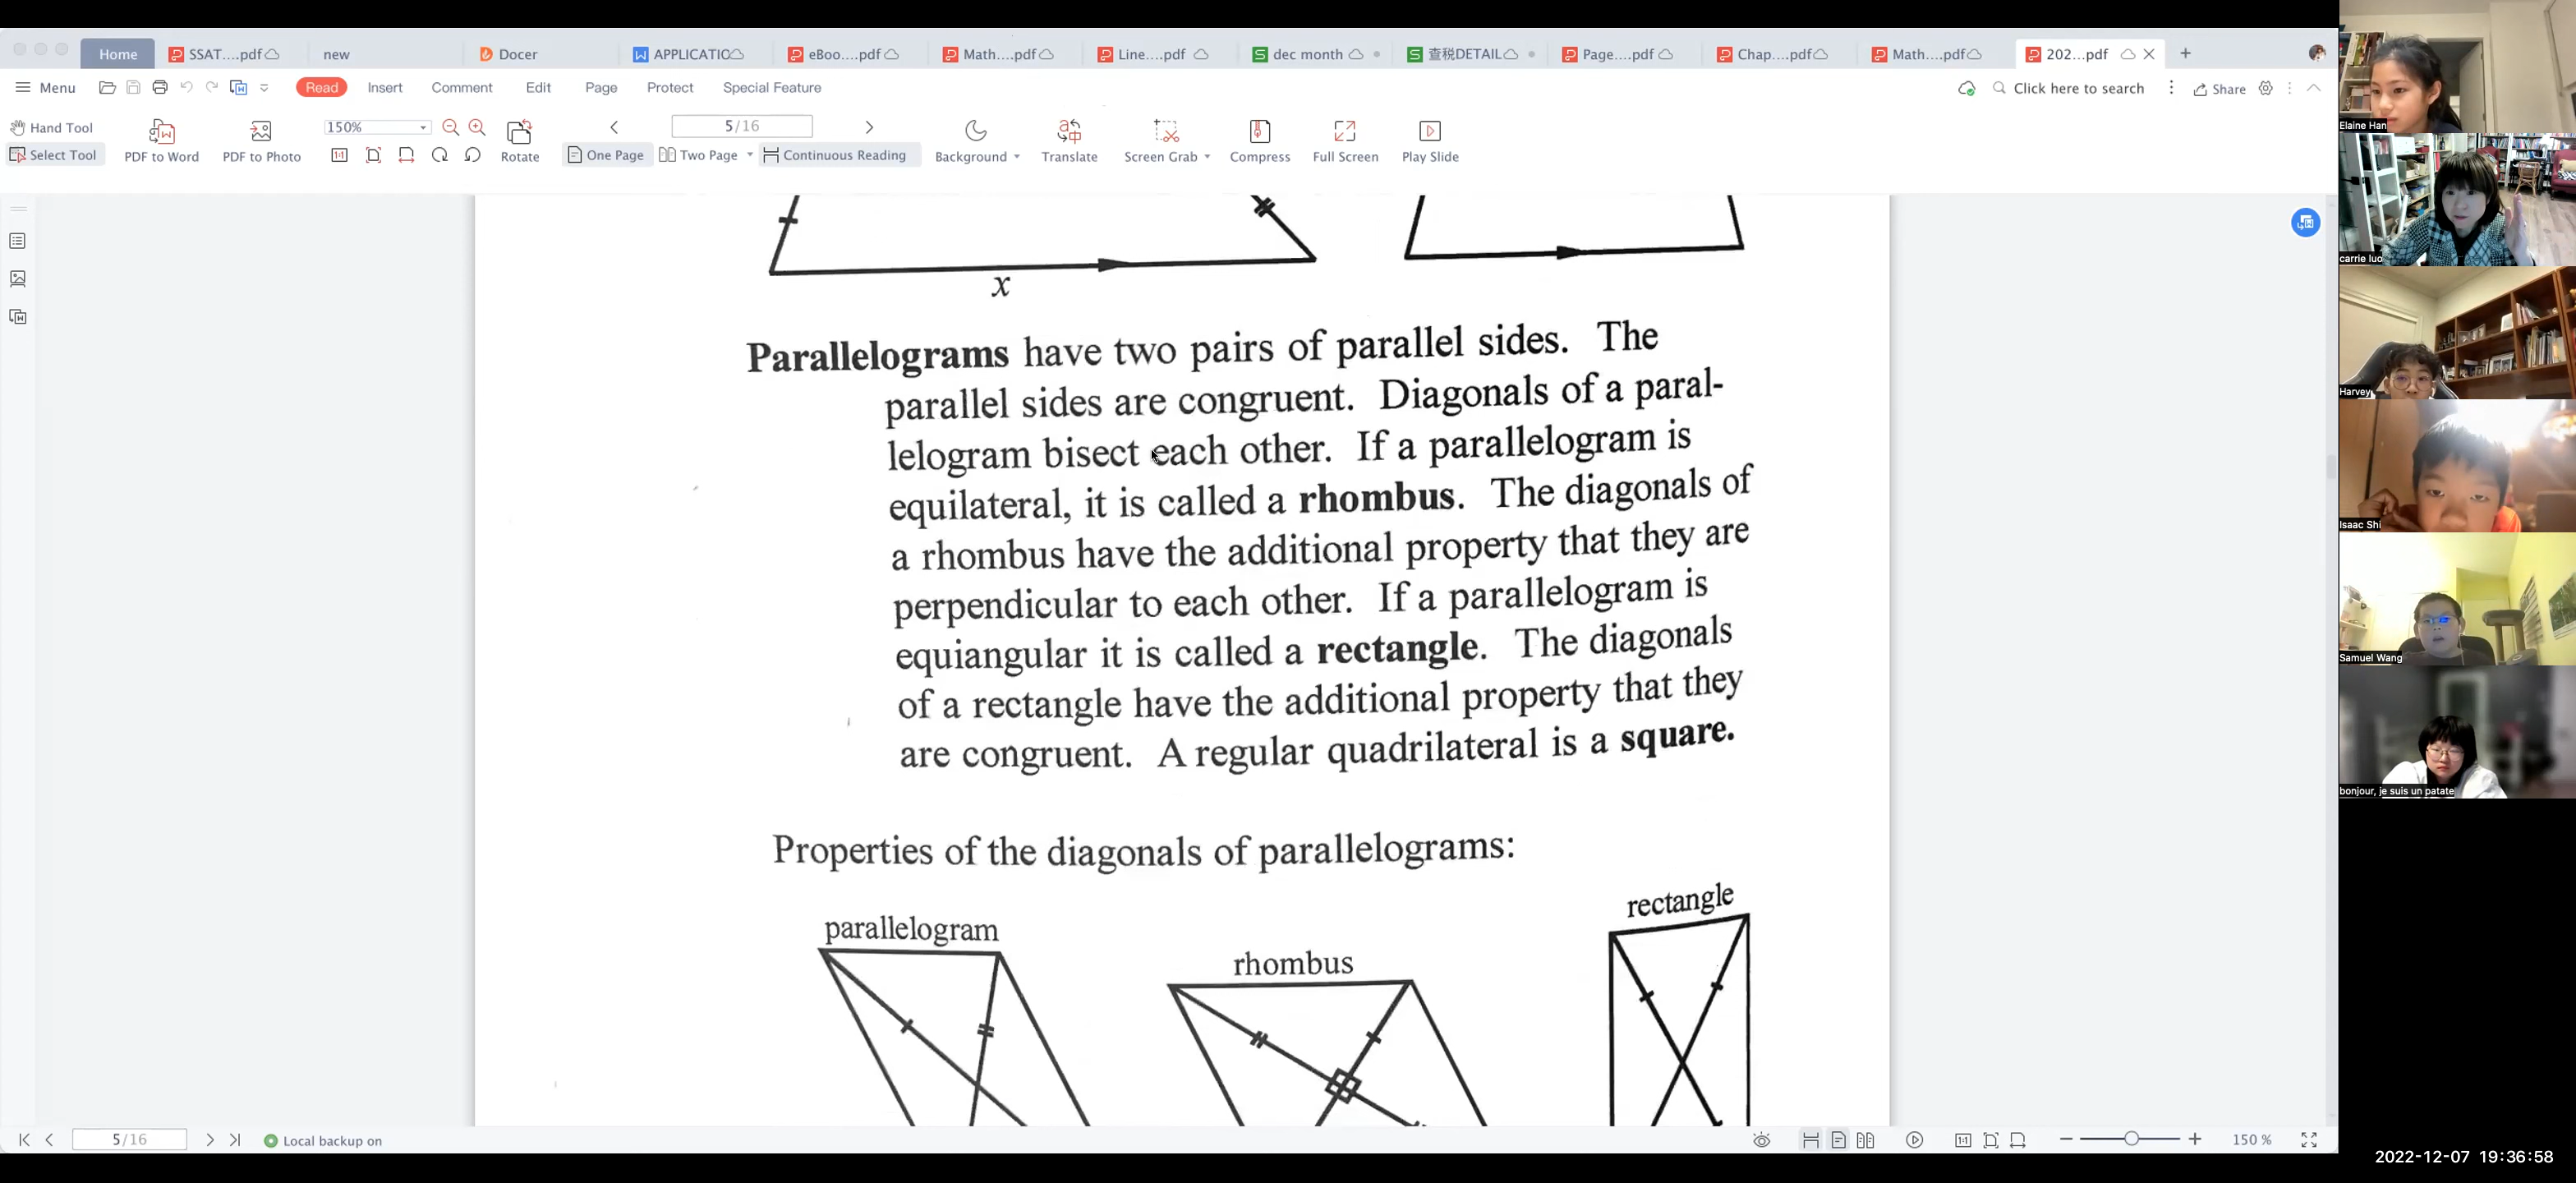 Home SSAT....pdf new Docer APPLICATIC eBoo....pdf Math....pdf Line....pdf dec month 查税DETAIL Page....pdf Chap....pdf Math....pdf 202...pdf
Menu Read Insert Comment Edit Page Protect Special Feature Click here to search Share
Hand Tool 150% 5/16
Select Tool PDF to Word PDF to Photo Rotate One Page Two Page Continuous Reading Background Translate Screen Grab Compress Full Screen Play Slide
x
Parallelograms have two pairs of parallel sides. The
parallel sides are congruent. Diagonals of a paral-
lelogram bisect each other. If a parallelogram is
equilateral, it is called a rhombus. The diagonals of
a rhombus have the additional property that they are
perpendicular to each other. If a parallelogram is
equiangular it is called a rectangle. The diagonals
of a rectangle have the additional property that they
are congruent. A regular quadrilateral is a square.
Properties of the diagonals of parallelograms:
parallelogram
rhombus
rectangle
5/16 Local backup on 150 %
Elaine Han
carrie luo
Harvey
Isaac Shi
Samuel Wang
bonjour, je suis un patate
2022-12-07 19:36:58